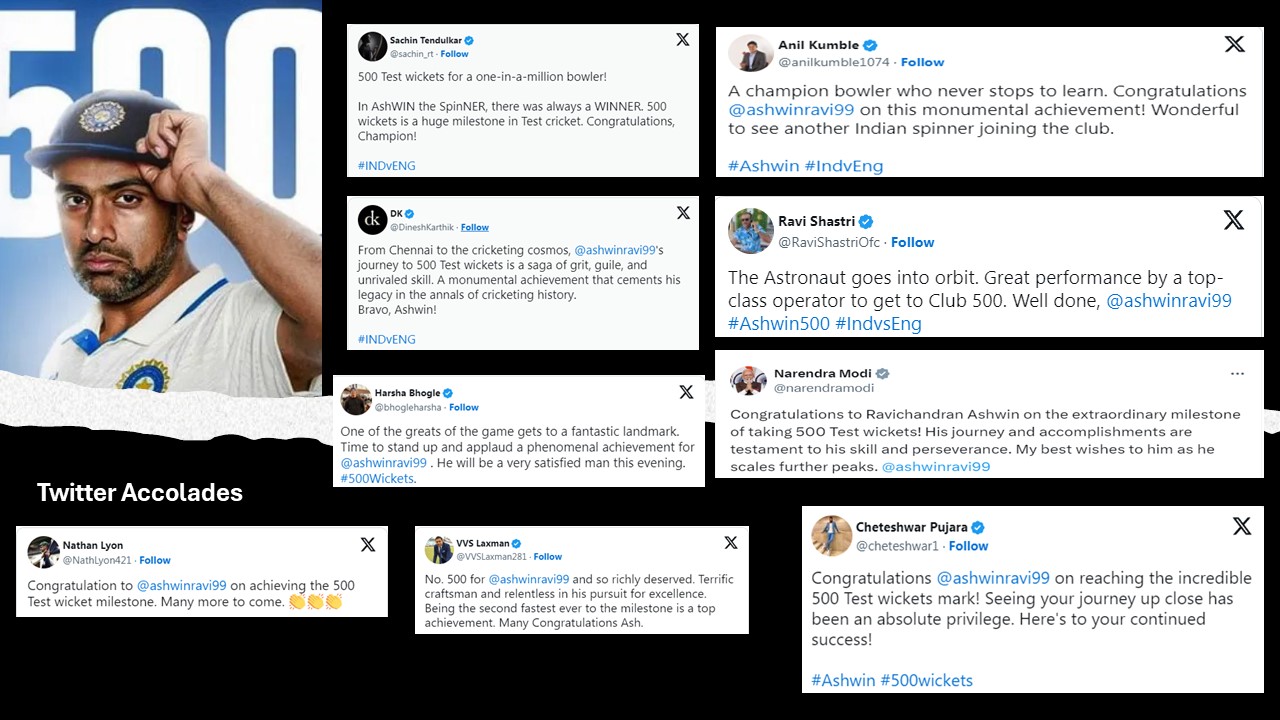 500
Sachin Tendulkar
@sachin_rt · Follow
500 Test wickets for a one-in-a-million bowler!
In AshWIN the SpinNER, there was always a WINNER. 500
wickets is a huge milestone in Test cricket. Congratulations,
Champion!
#INDvENG
Anil Kumble
@anilkumble1074 · Follow
A champion bowler who never stops to learn. Congratulations
@ashwinravi99 on this monumental achievement! Wonderful
to see another Indian spinner joining the club.
#Ashwin #IndvEng
dk
DK
@DineshKarthik · Follow
From Chennai to the cricketing cosmos, @ashwinravi99's
journey to 500 Test wickets is a saga of grit, guile, and
unrivaled skill. A monumental achievement that cements his
legacy in the annals of cricketing history.
Bravo, Ashwin!
#INDvENG
Ravi Shastri
@RaviShastriOfc · Follow
The Astronaut goes into orbit. Great performance by a top-
class operator to get to Club 500. Well done, @ashwinravi99
#Ashwin500 #IndvsEng
Harsha Bhogle
@bhogleharsha · Follow
One of the greats of the game gets to a fantastic landmark.
Time to stand up and applaud a phenomenal achievement for
@ashwinravi99 . He will be a very satisfied man this evening.
#500Wickets.
Narendra Modi
@narendramodi
Congratulations to Ravichandran Ashwin on the extraordinary milestone
of taking 500 Test wickets! His journey and accomplishments are
testament to his skill and perseverance. My best wishes to him as he
scales further peaks. @ashwinravi99
Twitter Accolades
Nathan Lyon
@NathLyon421 · Follow
Congratulation to @ashwinravi99 on achieving the 500
Test wicket milestone. Many more to come. 👏👏👏
VVS Laxman
@VVSLaxman281 · Follow
No. 500 for @ashwinravi99 and so richly deserved. Terrific
craftsman and relentless in his pursuit for excellence.
Being the second fastest ever to the milestone is a top
achievement. Many Congratulations Ash.
Cheteshwar Pujara
@cheteshwar1 · Follow
Congratulations @ashwinravi99 on reaching the incredible
500 Test wickets mark! Seeing your journey up close has
been an absolute privilege. Here's to your continued
success!
#Ashwin #500wickets